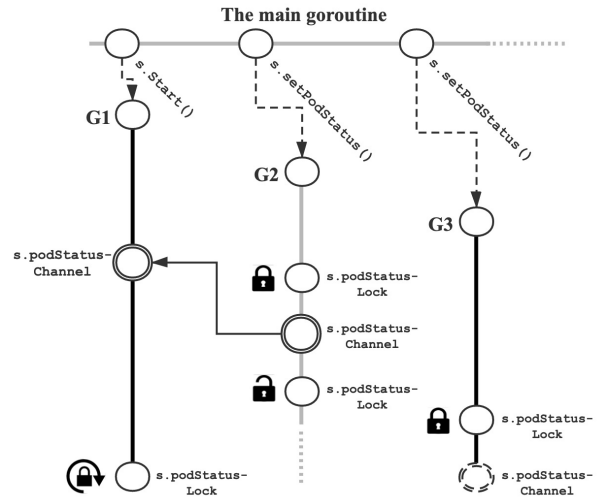 The main goroutine
s.Start()
s.setPodStatus()
s.setPodStatus()
G1
G2
G3
s.podStatus-
Channel
s.podStatus-
Lock
s.podStatus-
Channel
s.podStatus-
Lock
s.podStatus-
Lock
s.podStatus-
Lock
s.podStatus-
Channel